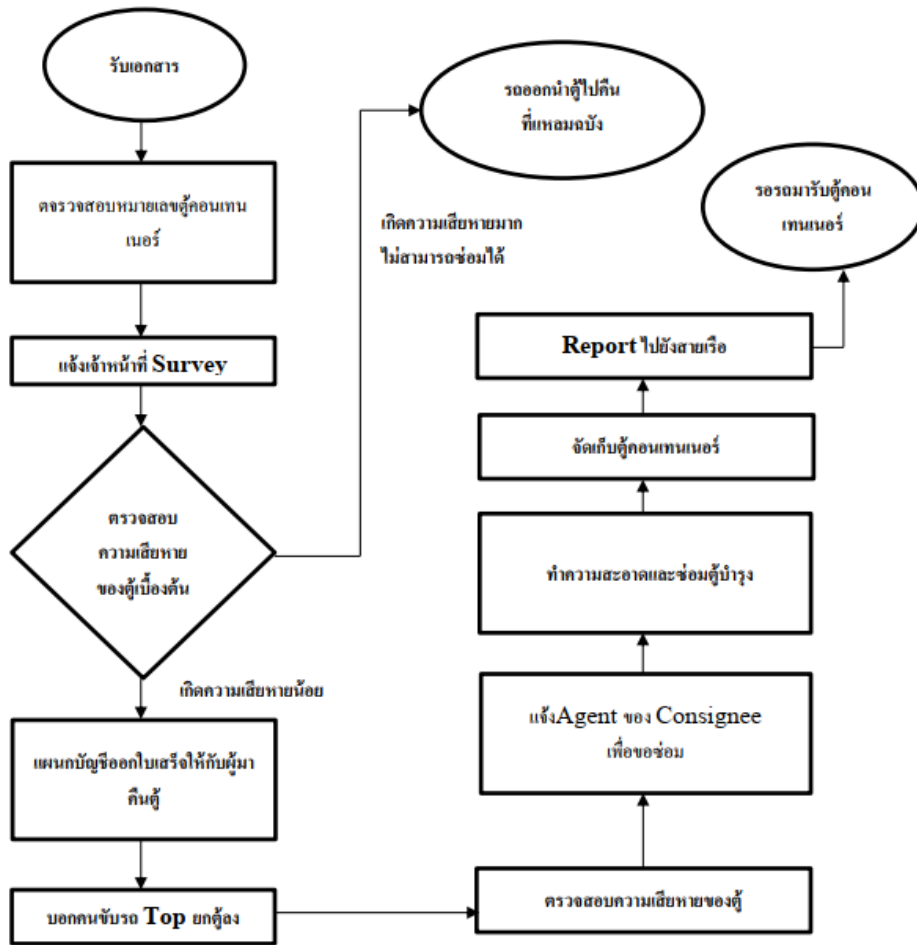 รับเอกสาร
ตจรวจสอบหมายเลขตู้คอนเทน
เนอร์
แจ้งเจ้าหน้าที่ Survey
ตรวจสอบ
ความเสียหาย
ของตู้เบื้องต้น
เกิดความเสียหายมาก
ไม่สามารถซ่อมได้
รถออกนำตู้ไปคืน
ที่แหลมฉบัง
เกิดความเสียหายน้อย
แผนกบัญชีออกใบเสร็จให้กับผู้มา
คืนตู้
บอกคนขับรถ Top ยกตู้ลง
ตรวจสอบความเสียหายของตู้
แจ้งAgent ของ Consignee
เพื่อขอซ่อม
ทำความสะอาดและซ่อมตู้บำรุง
จัดเก็บตู้คอนเทนเนอร์
Report ไปยังสายเรือ
รอรถมารับตู้คอน
เทนเนอร์